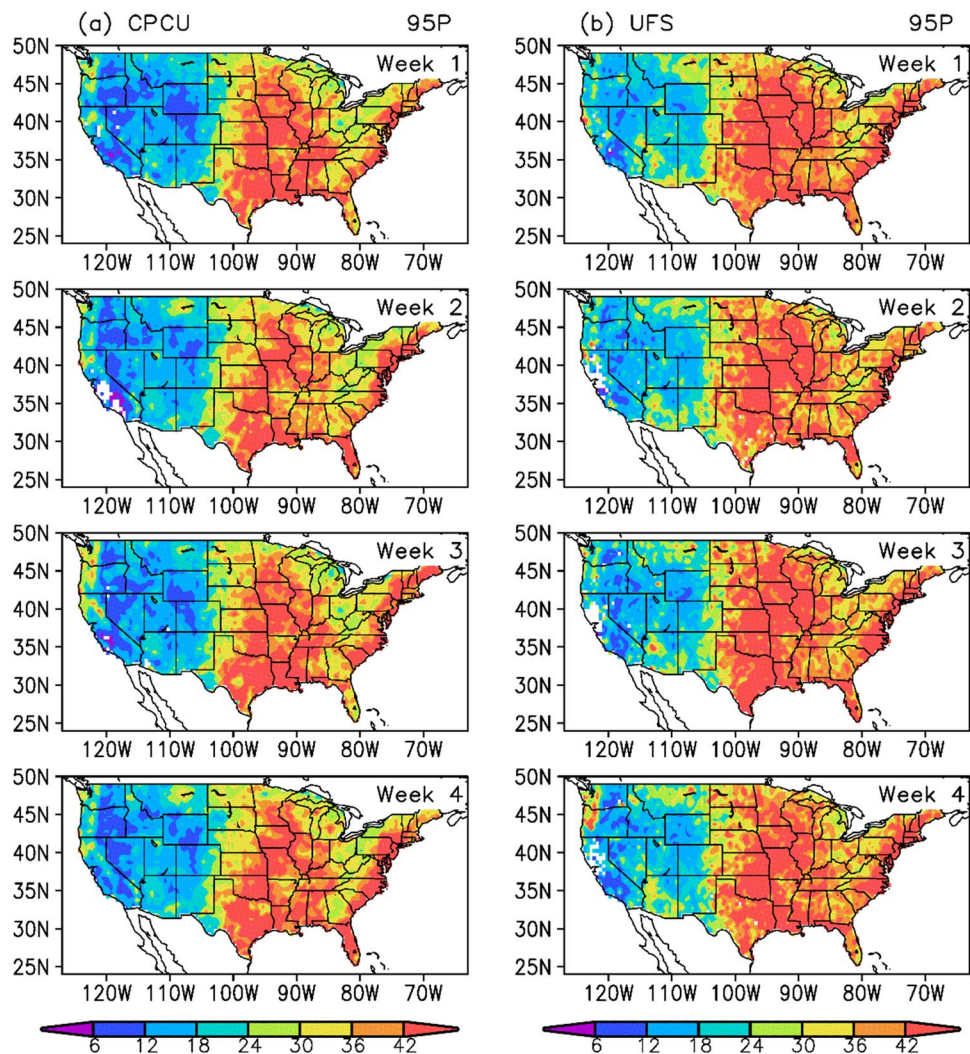 (a) CPCU 95P (b) UFS 95P
50N Week 1 50N Week 1
45N 45N
40N 40N
35N 35N
30N 30N
25N 25N
120W 110W 100W 90W 80W 70W 120W 110W 100W 90W 80W 70W
50N Week 2 50N Week 2
45N 45N
40N 40N
35N 35N
30N 30N
25N 25N
120W 110W 100W 90W 80W 70W 120W 110W 100W 90W 80W 70W
50N Week 3 50N Week 3
45N 45N
40N 40N
35N 35N
30N 30N
25N 25N
120W 110W 100W 90W 80W 70W 120W 110W 100W 90W 80W 70W
50N Week 4 50N Week 4
45N 45N
40N 40N
35N 35N
30N 30N
25N 25N
120W 110W 100W 90W 80W 70W 120W 110W 100W 90W 80W 70W
6 12 18 24 30 36 42 6 12 18 24 30 36 42